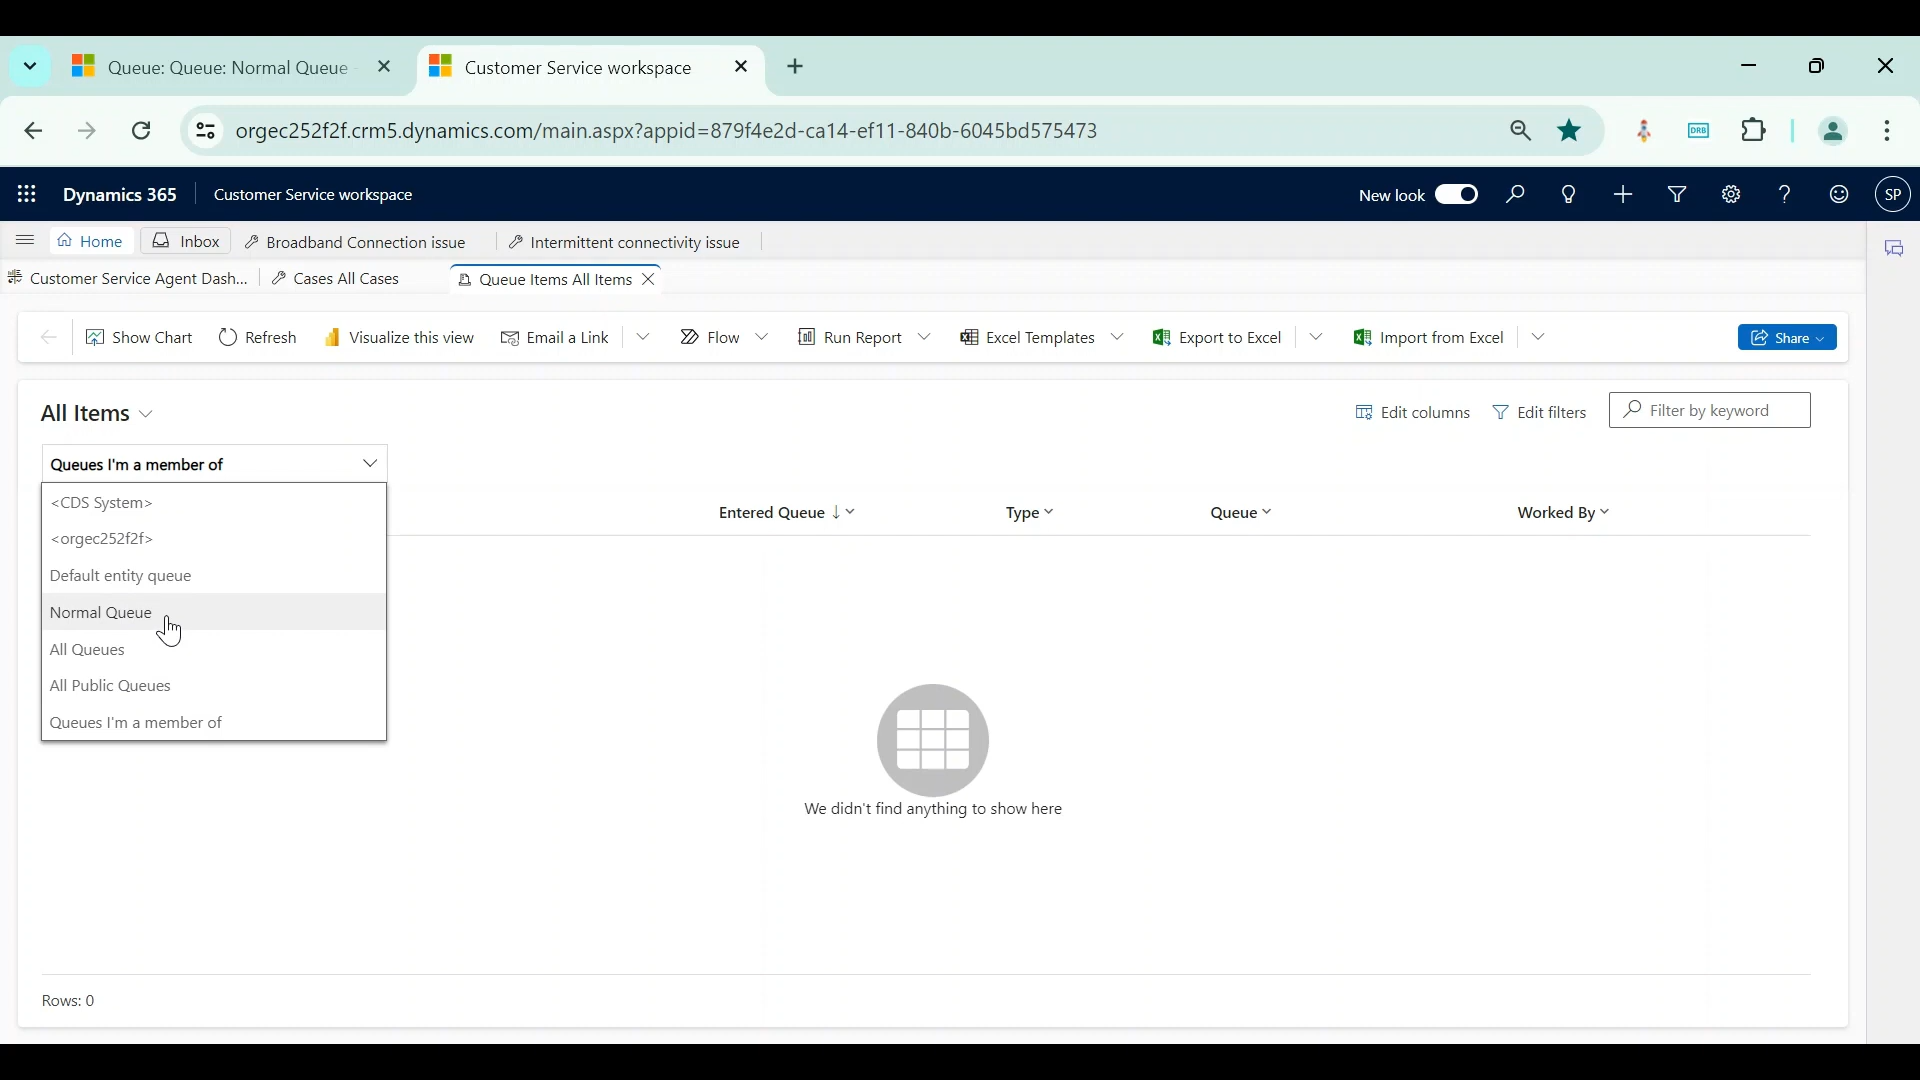 Queue: Queue: Normal Queue
Customer Service workspace
orgec252f2f.crm5.dynamics.com/main.aspx?appid=879f4e2d-ca14-ef11-840b-6045bd575473
DRB
Dynamics 365
Customer Service workspace
New look
SP
Home
Inbox
Broadband Connection issue
Intermittent connectivity issue
Customer Service Agent Dash...
Cases All Cases
Queue Items All Items
Show Chart
Refresh
Visualize this view
Email a Link
Flow
Run Report
Excel Templates
Export to Excel
Import from Excel
Share
All Items
Edit columns
Edit filters
Filter by keyword
Queues I'm a member of
<CDS System>
<orgec252f2f>
Default entity queue
Normal Queue
All Queues
All Public Queues
Queues I'm a member of
Entered Queue
Type
Queue
Worked By
We didn't find anything to show here
Rows: 0